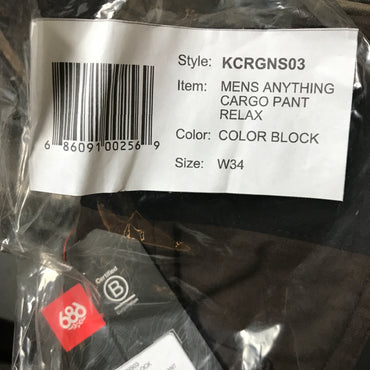 Style: KCRGNS03
Item: MENS ANYTHING
CARGO PANT
RELAX
Color: COLOR BLOCK
Size: W34
6 86091 00256 9
Certified
B
686